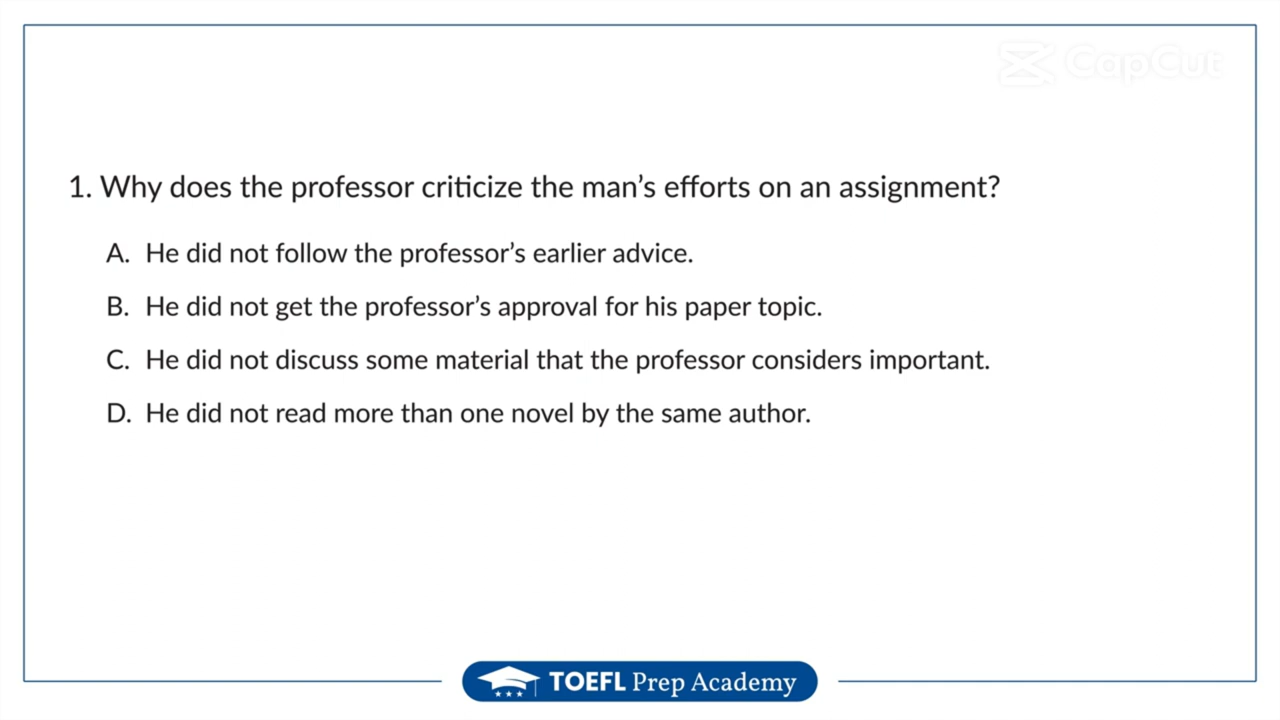 CapCut
1. Why does the professor criticize the man's efforts on an assignment?
A. He did not follow the professor's earlier advice.
B. He did not get the professor's approval for his paper topic.
C. He did not discuss some material that the professor considers important.
D. He did not read more than one novel by the same author.
TOEFL Prep Academy